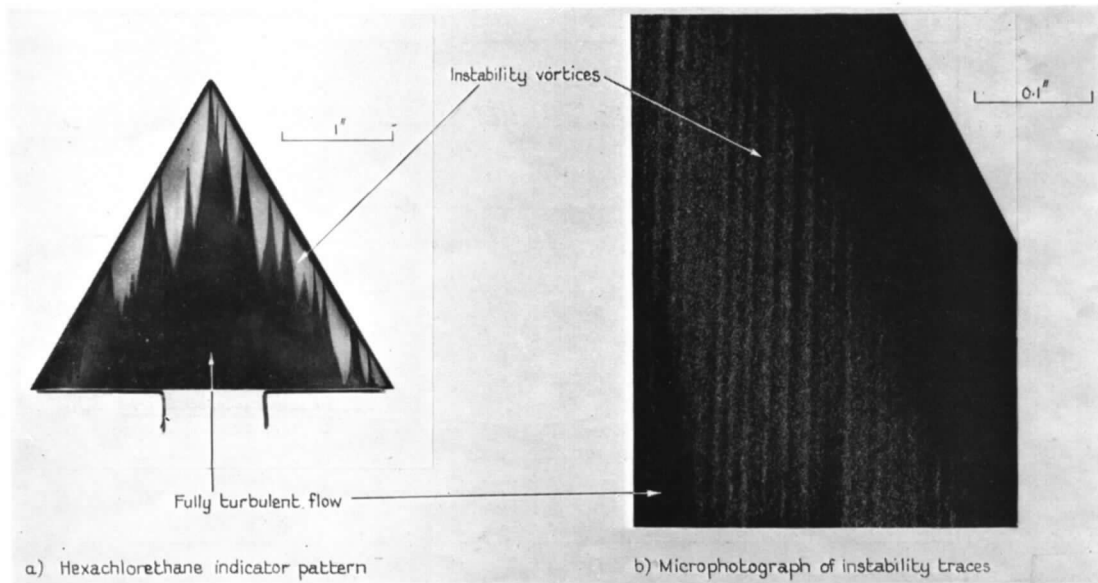 Instability vortices
1"
0·1"
Fully turbulent flow
a) Hexachlorethane indicator pattern
b) Microphotograph of instability traces